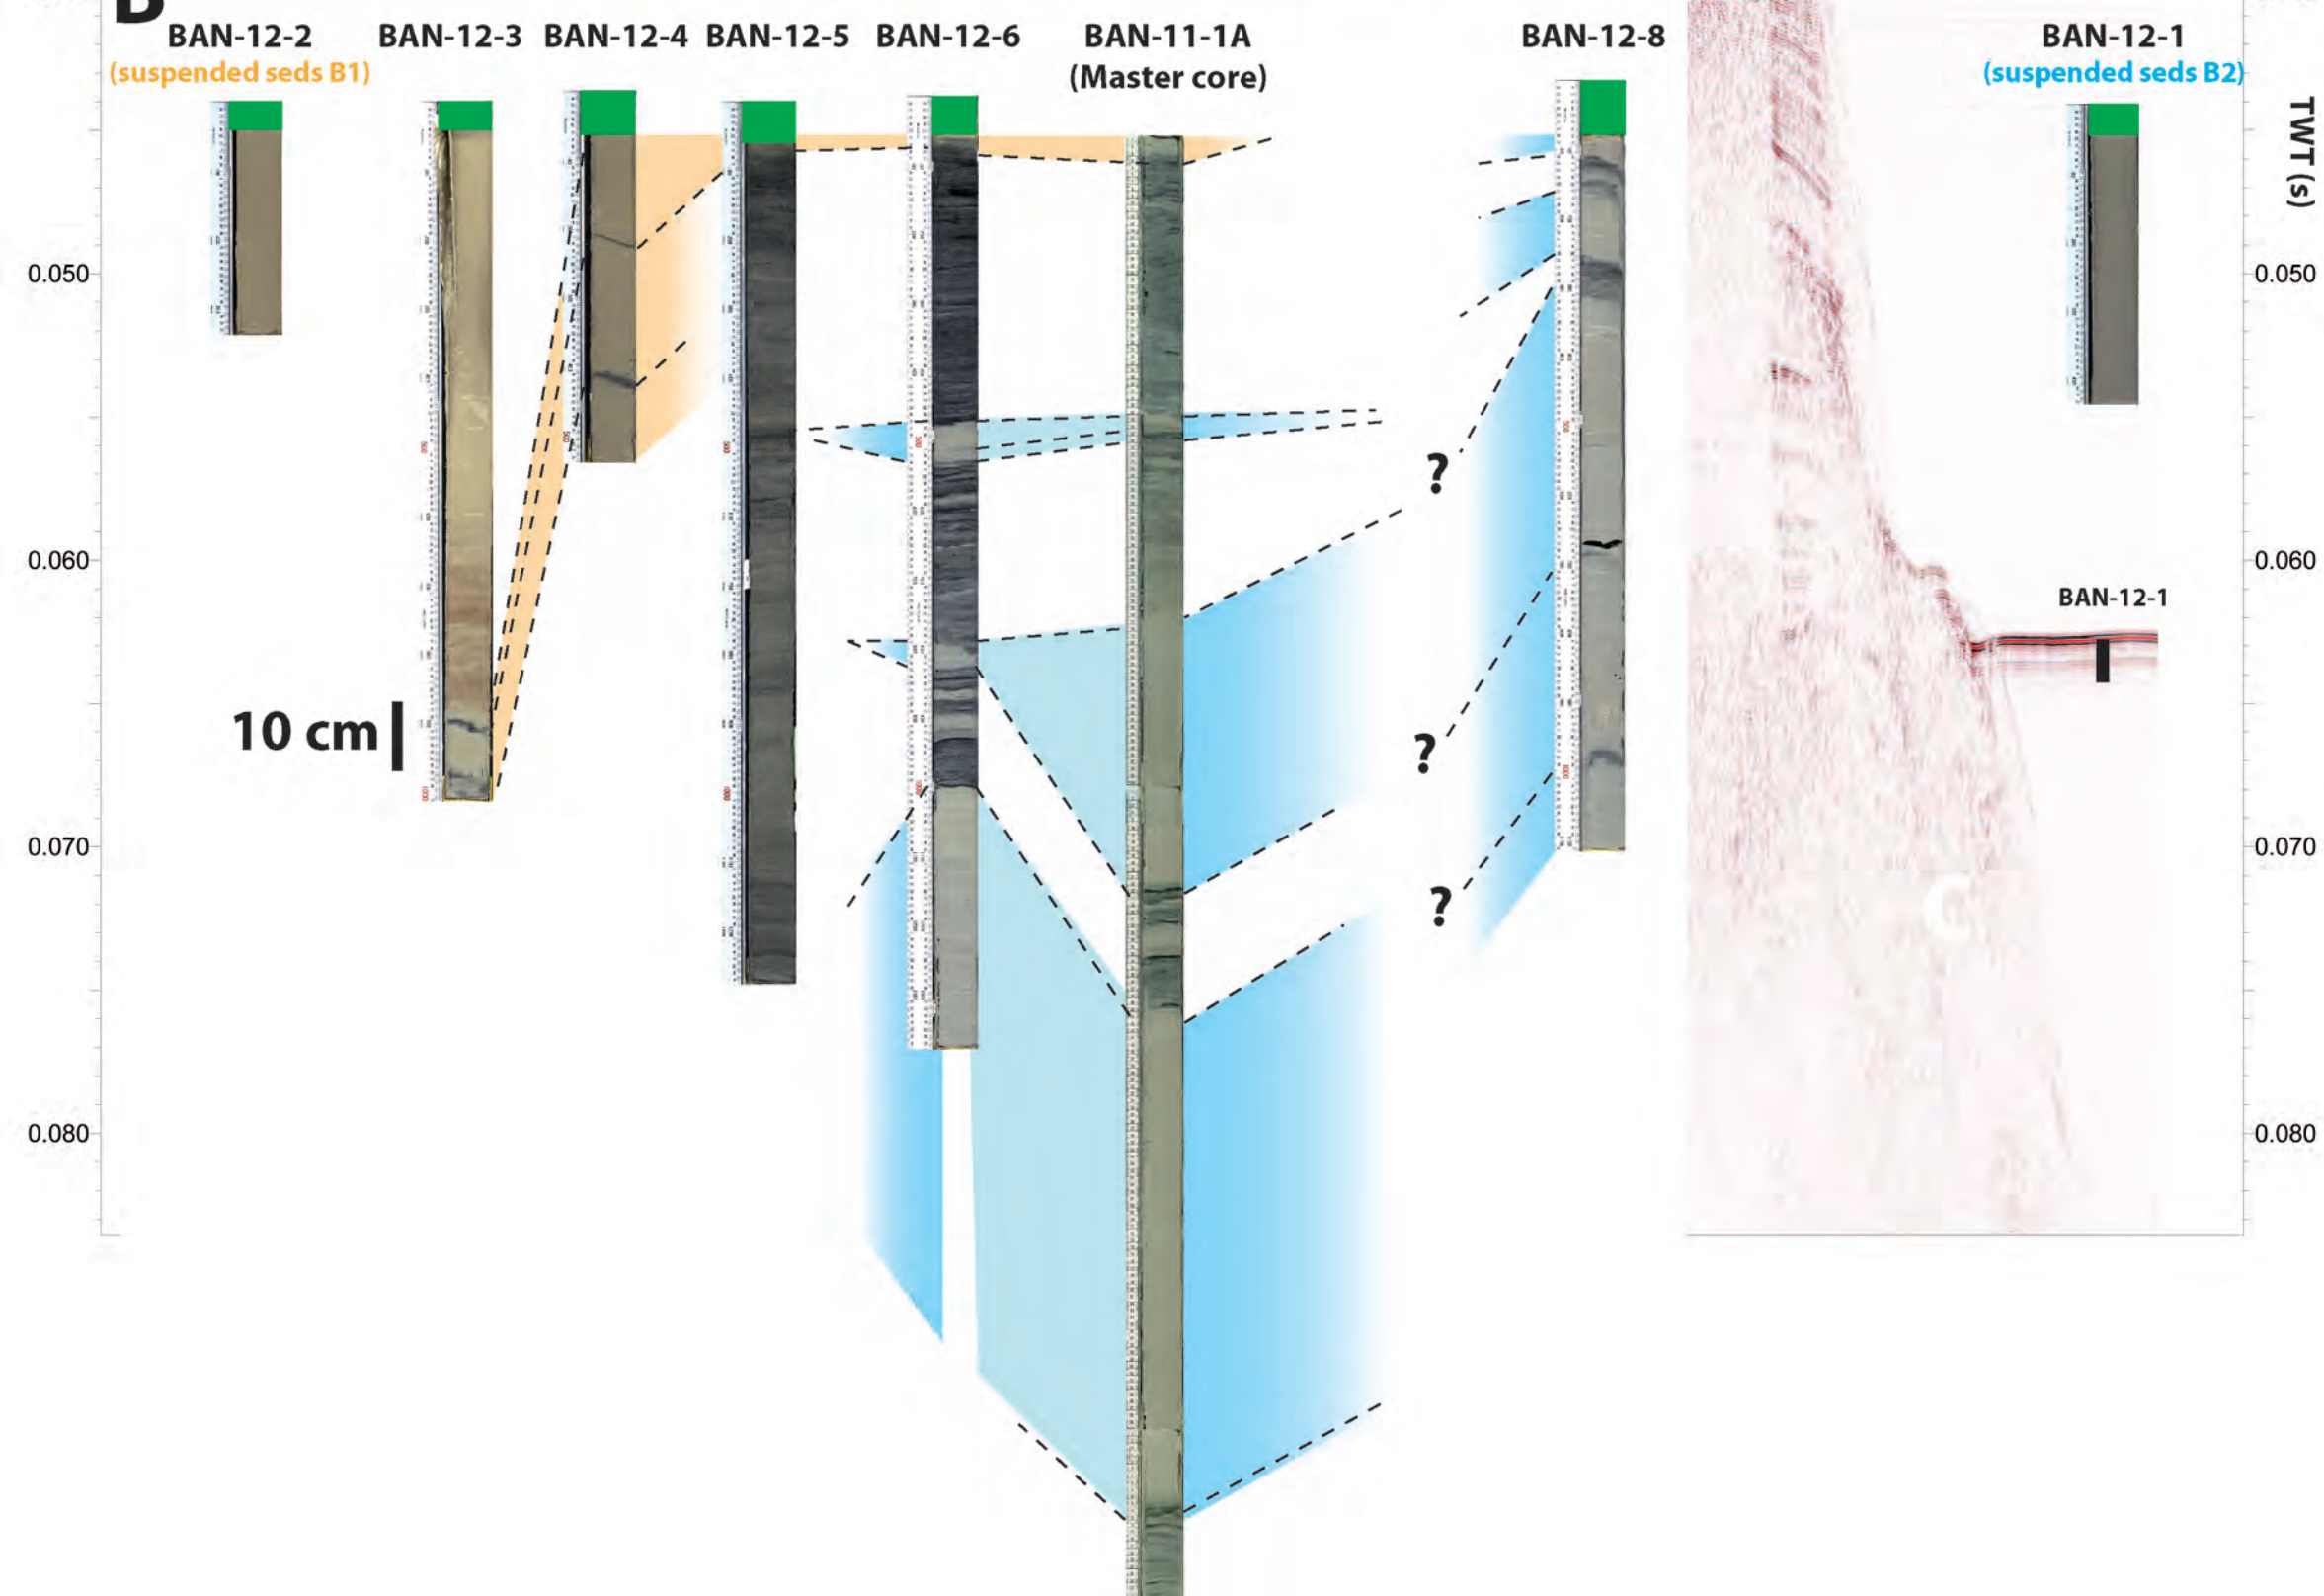 B
BAN-12-2
(suspended seds B1)
BAN-12-3
BAN-12-4
BAN-12-5
BAN-12-6
BAN-11-1A
(Master core)
BAN-12-8
BAN-12-1
(suspended seds B2)
TWT (s)
0.050
0.060
0.070
0.080
10 cm
?
?
?
BAN-12-1
C
0.050
0.060
0.070
0.080